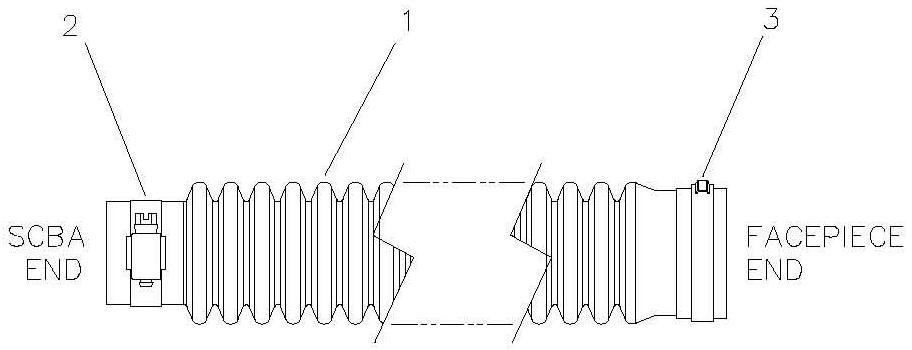 2
1
3
SCBA
END
FACEPIECE
END